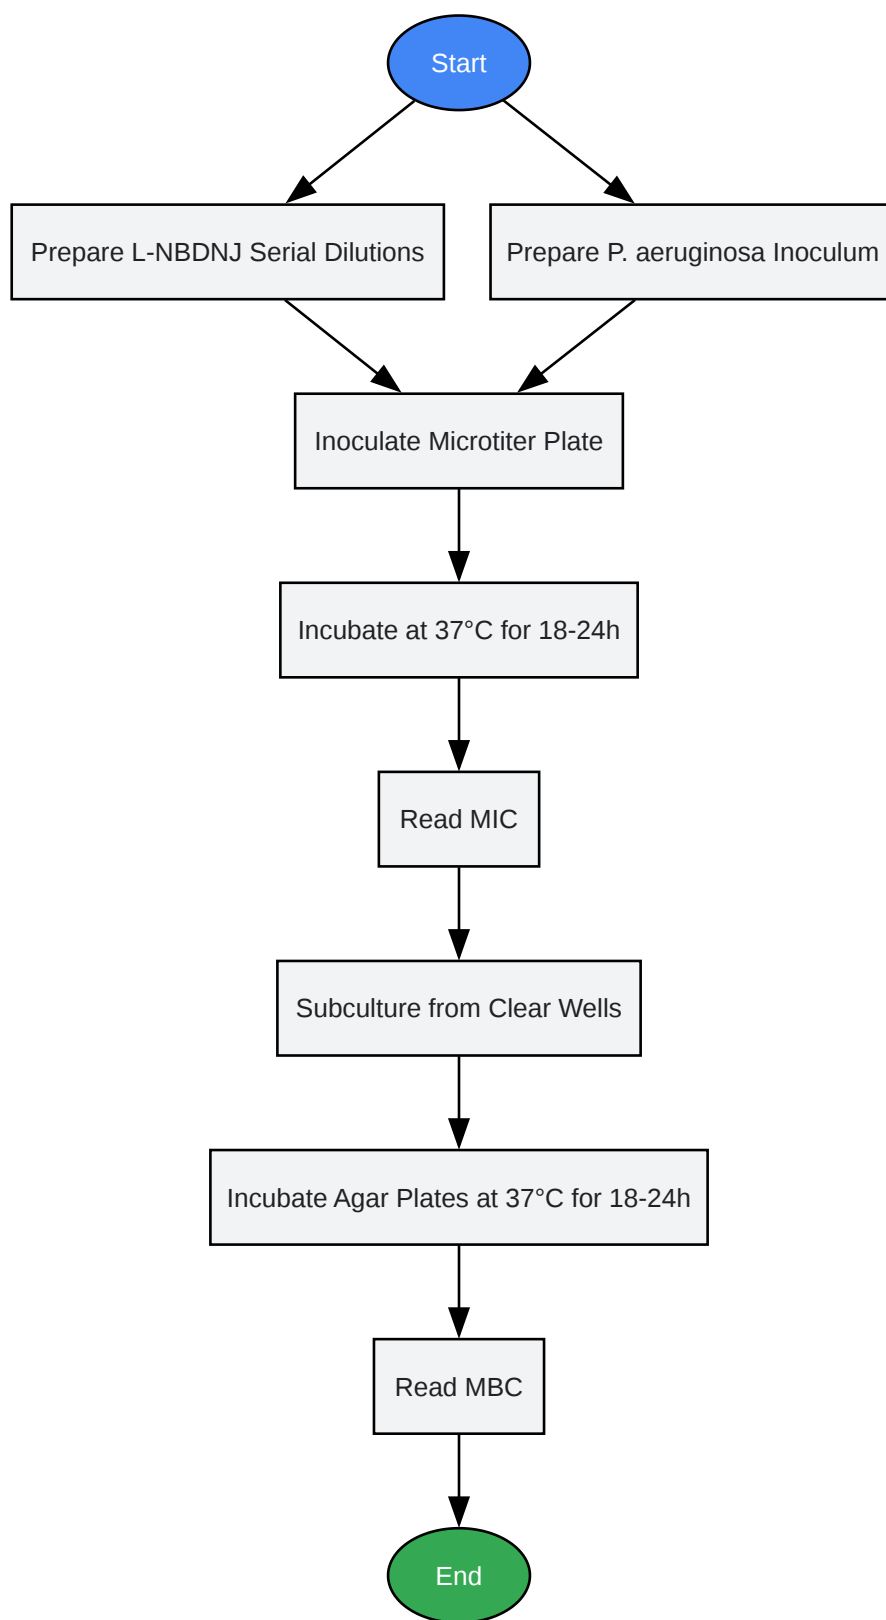 Start
Prepare L-NBDNJ Serial Dilutions
Prepare P. aeruginosa Inoculum
Inoculate Microtiter Plate
Incubate at 37°C for 18-24h
Read MIC
Subculture from Clear Wells
Incubate Agar Plates at 37°C for 18-24h
Read MBC
End